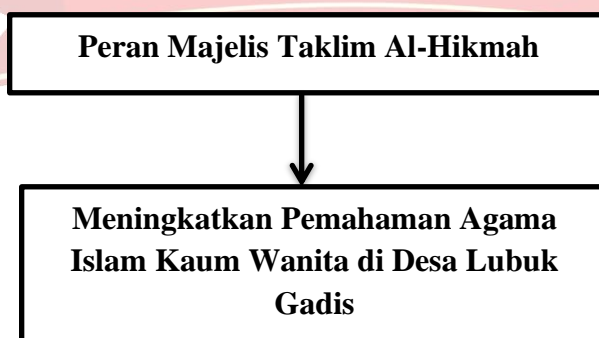 Peran Majelis Taklim Al-Hikmah
Meningkatkan Pemahaman Agama
Islam Kaum Wanita di Desa Lubuk
Gadis